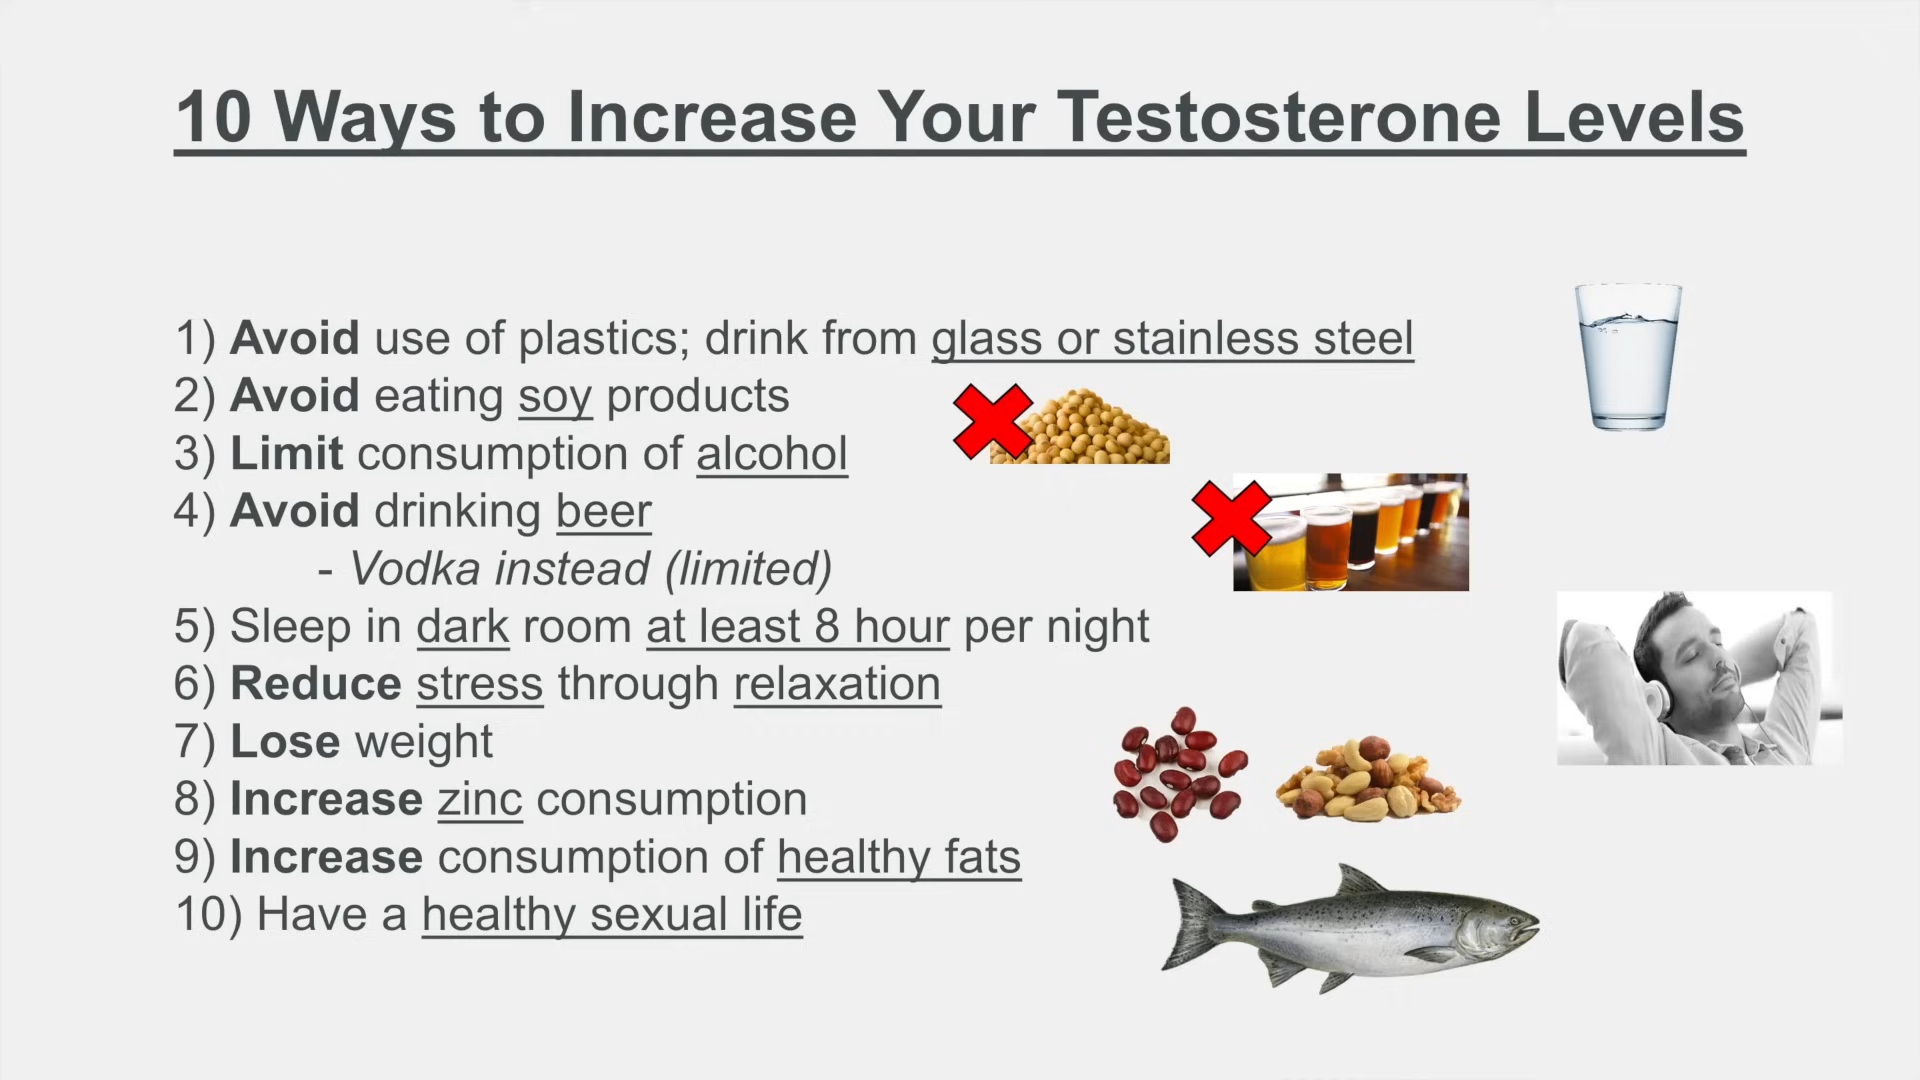 10 Ways to Increase Your Testosterone Levels
1) Avoid use of plastics; drink from glass or stainless steel
2) Avoid eating soy products
3) Limit consumption of alcohol
4) Avoid drinking beer
- Vodka instead (limited)
5) Sleep in dark room at least 8 hour per night
6) Reduce stress through relaxation
7) Lose weight
8) Increase zinc consumption
9) Increase consumption of healthy fats
10) Have a healthy sexual life